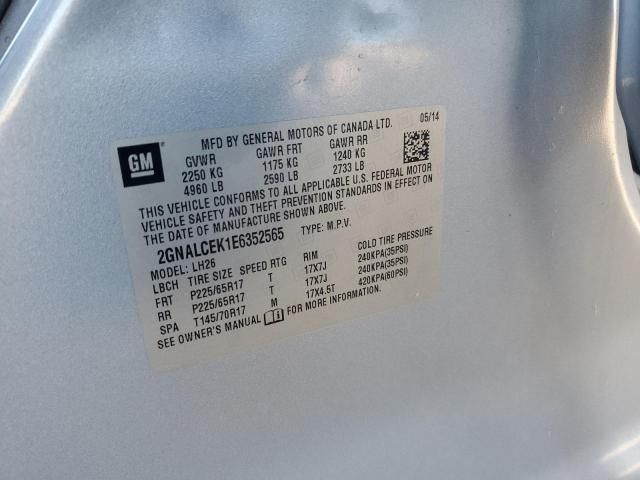 GM
MFD BY GENERAL MOTORS OF CANADA LTD. 05/14
GVWR GAWR FRT GAWR RR
2250 KG 1175 KG 1240 KG
4960 LB 2590 LB 2733 LB
THIS VEHICLE CONFORMS TO ALL APPLICABLE U.S. FEDERAL MOTOR
VEHICLE SAFETY AND THEFT PREVENTION STANDARDS IN EFFECT ON
THE DATE OF MANUFACTURE SHOWN ABOVE.
2GNALCEK1E6352565 TYPE: M.P.V.
MODEL: LH26
LBCH TIRE SIZE SPEED RTG RIM COLD TIRE PRESSURE
FRT P225/65R17 T 17X7J 240KPA(35PSI)
RR P225/65R17 T 17X7J 240KPA(35PSI)
SPA T145/70R17 M 17X4.5T 420KPA(60PSI)
SEE OWNER'S MANUAL FOR MORE INFORMATION.